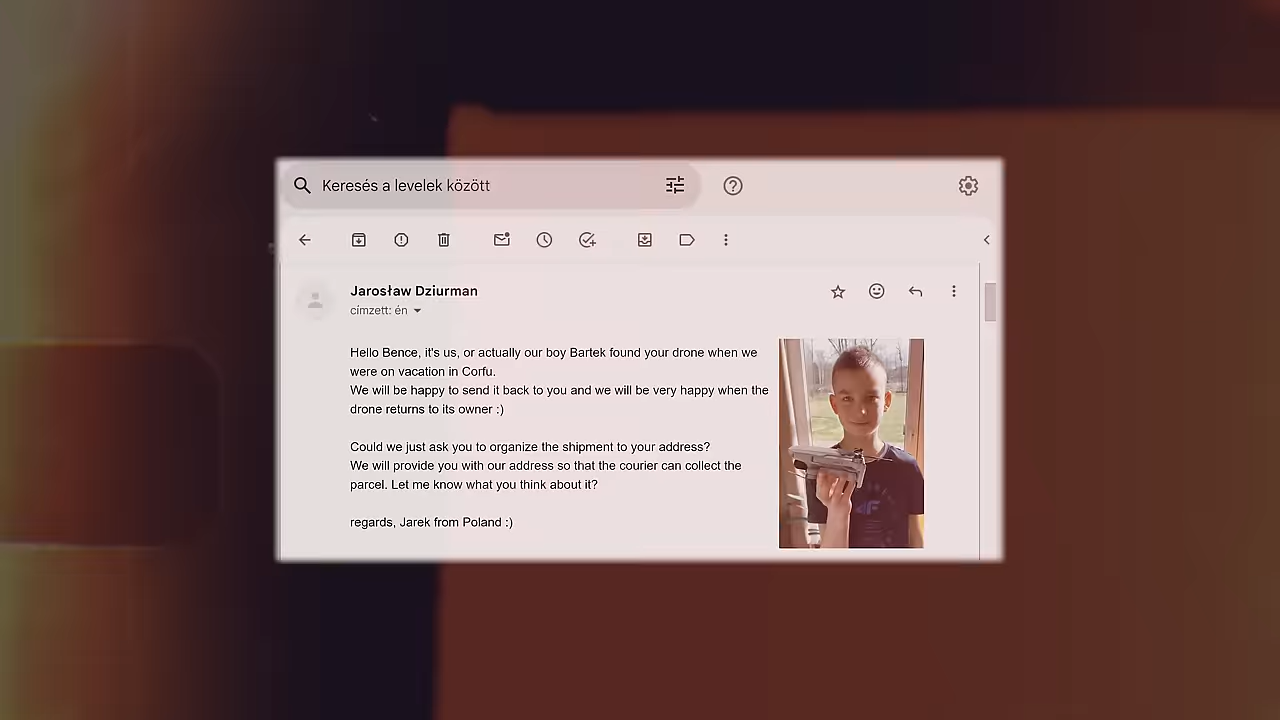 Keresés a levelek között
Jarosław Dziurman
címzett: én
Hello Bence, it's us, or actually our boy Bartek found your drone when we
were on vacation in Corfu.
We will be happy to send it back to you and we will be very happy when the
drone returns to its owner :)
Could we just ask you to organize the shipment to your address?
We will provide you with our address so that the courier can collect the
parcel. Let me know what you think about it?
regards, Jarek from Poland :)
4F